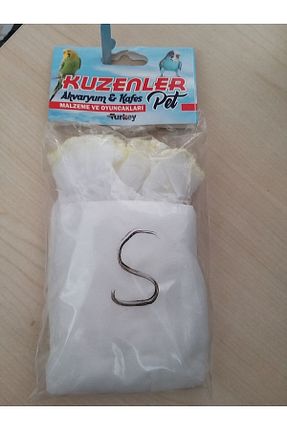 KUZENLER
Akvaryum & Kafes Pet
MALZEME VE OYUNCAKLARI
Turkey
S